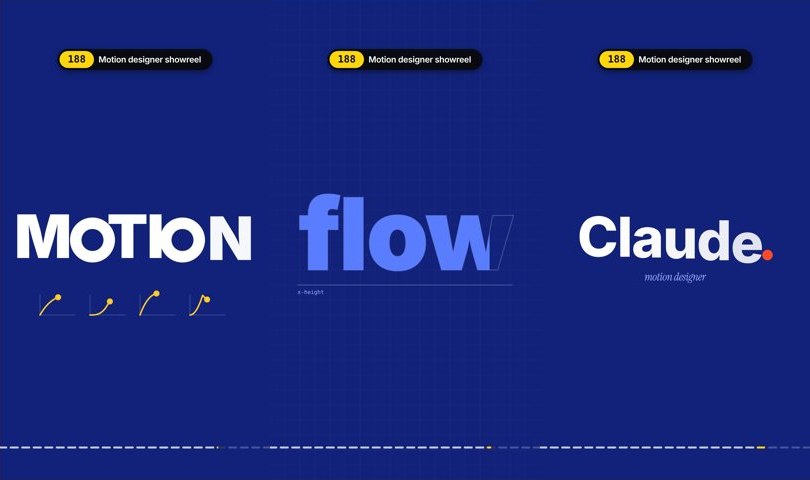 188 Motion designer showreel
MOTION
188 Motion designer showreel
flow
x-height
188 Motion designer showreel
Claude.
motion designer